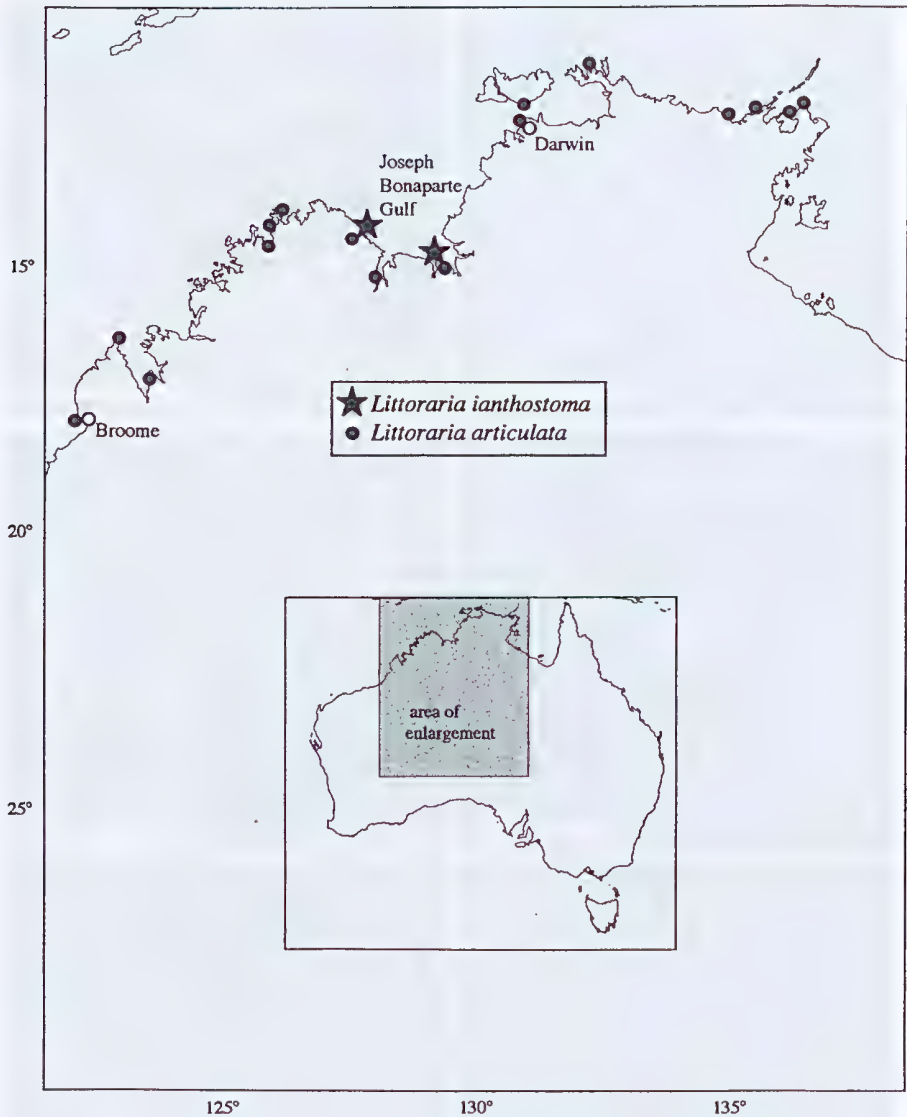 Darwin
Joseph
Bonaparte
Gulf
15°
Littoraria ianthostoma
Littoraria articulata
Broome
20°
area of
enlargement
25°
125°
130°
135°